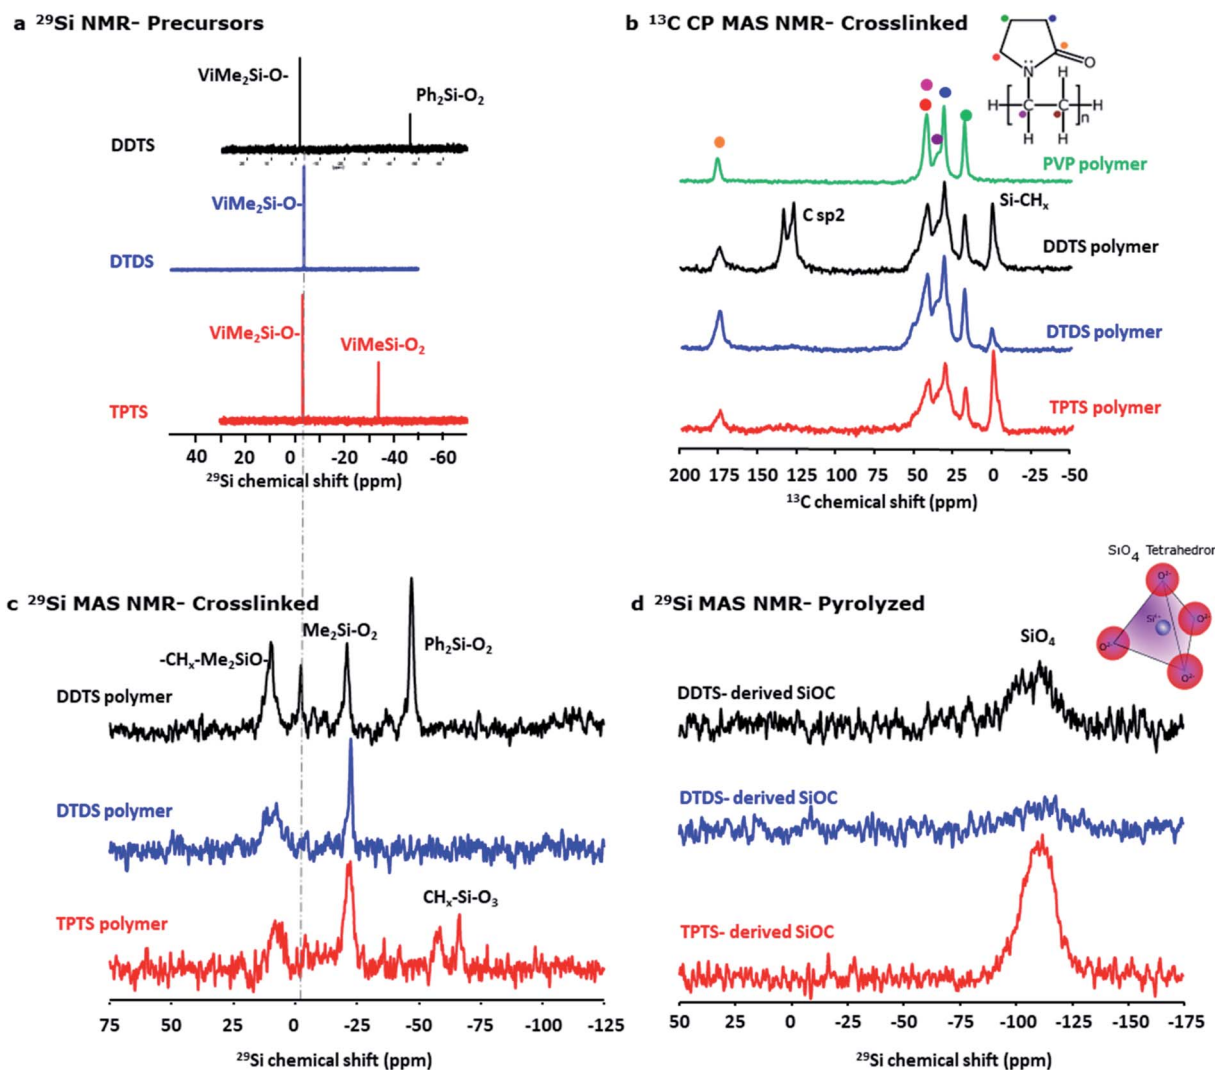 a ²⁹Si NMR- Precursors
ViMe₂Si-O-
Ph₂Si-O₂
DDTS
ViMe₂Si-O-
DTDS
ViMe₂Si-O-
ViMeSi-O₂
TPTS
40 20 0 -20 -40 -60
²⁹Si chemical shift (ppm)
b ¹³C CP MAS NMR- Crosslinked
N
O
H
H
C
C
H
n
H
H
PVP polymer
C sp2
Si-CHₓ
DDTS polymer
DTDS polymer
TPTS polymer
200 175 150 125 100 75 50 25 0 -25 -50
¹³C chemical shift (ppm)
c ²⁹Si MAS NMR- Crosslinked
-CHₓ-Me₂SiO-
Me₂Si-O₂
Ph₂Si-O₂
DDTS polymer
DTDS polymer
TPTS polymer
CHₓ-Si-O₃
75 50 25 0 -25 -50 -75 -100 -125
²⁹Si chemical shift (ppm)
SiO₄ Tetrahedron
d ²⁹Si MAS NMR- Pyrolyzed
O²⁻
Si⁴⁺
O²⁻
O²⁻
O²⁻
SiO₄
DDTS- derived SiOC
DTDS- derived SiOC
TPTS- derived SiOC
50 25 0 -25 -50 -75 -100 -125 -150 -175
²⁹Si chemical shift (ppm)